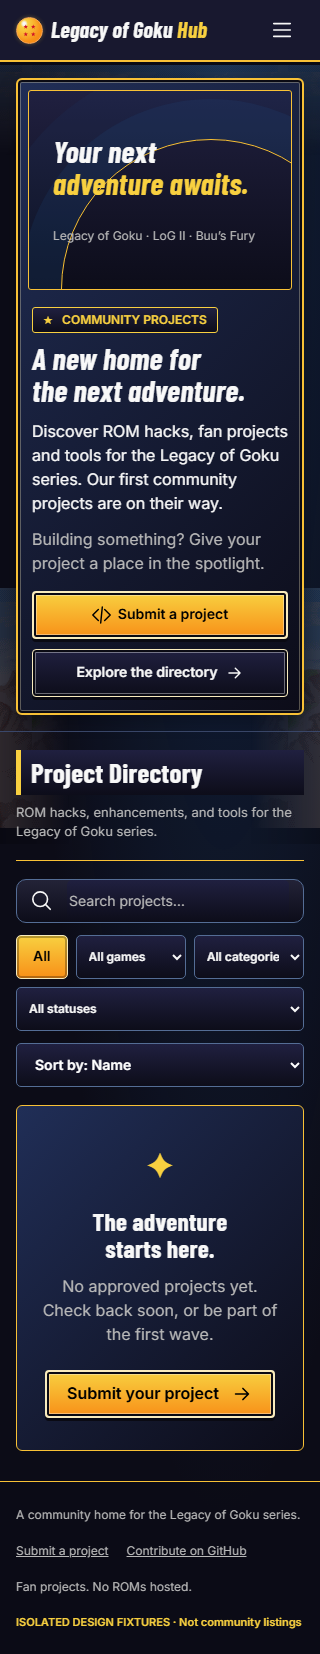 Legacy of Goku Hub
Your next
adventure awaits.
Legacy of Goku · LoG II · Buu’s Fury
★ COMMUNITY PROJECTS
A new home for
the next adventure.
Discover ROM hacks, fan projects
and tools for the Legacy of Goku
series. Our first community
projects are on their way.
Building something? Give your
project a place in the spotlight.
Submit a project
Explore the directory →
Project Directory
ROM hacks, enhancements, and tools for the
Legacy of Goku series.
Search projects...
All
All games
All categorie
All statuses
Sort by: Name
The adventure
starts here.
No approved projects yet.
Check back soon, or be part of
the first wave.
Submit your project →
A community home for the Legacy of Goku series.
Submit a project Contribute on GitHub
Fan projects. No ROMs hosted.
ISOLATED DESIGN FIXTURES · Not community listings